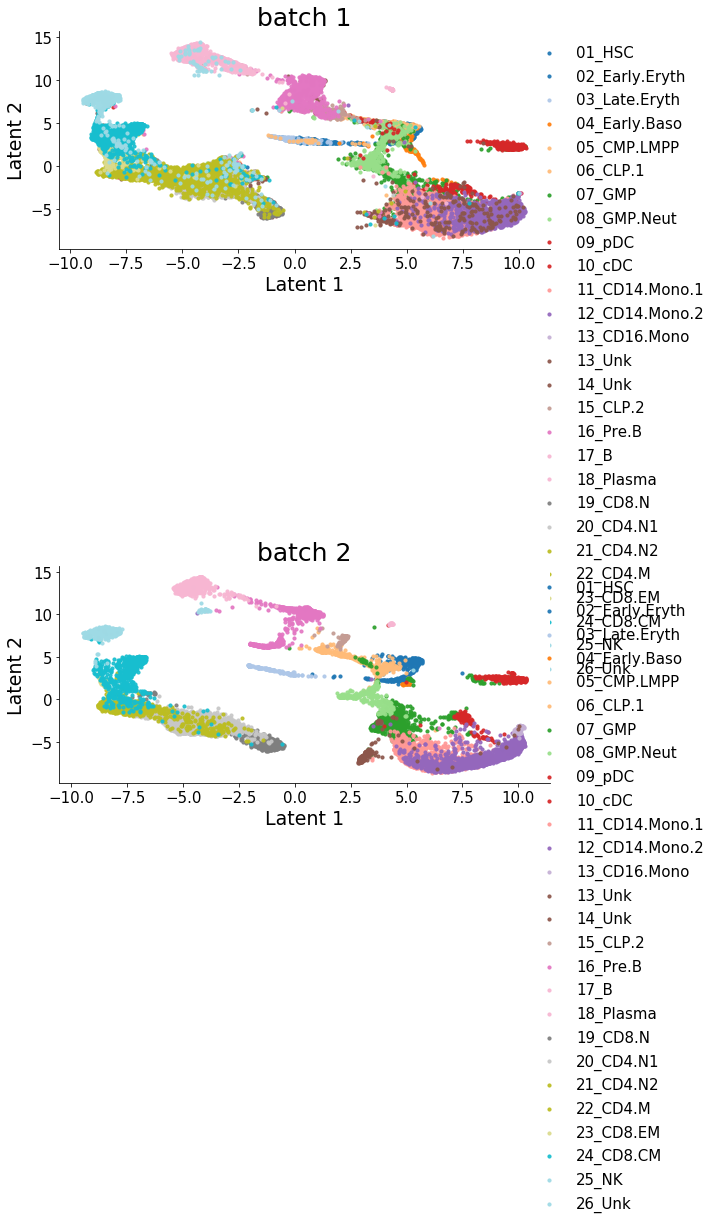 batch 1
15
10
5
0
−5
Latent 2
−10.0 −7.5 −5.0 −2.5 0.0 2.5 5.0 7.5 10.0
Latent 1
01_HSC
02_Early.Eryth
03_Late.Eryth
04_Early.Baso
05_CMP.LMPP
06_CLP.1
07_GMP
08_GMP.Neut
09_pDC
10_cDC
11_CD14.Mono.1
12_CD14.Mono.2
13_CD16.Mono
13_Unk
14_Unk
15_CLP.2
16_Pre.B
17_B
18_Plasma
19_CD8.N
20_CD4.N1
21_CD4.N2
22_CD4.M
23_CD8.EM
24_CD8.CM
25_NK
26_Unk
batch 2
15
10
5
0
−5
Latent 2
−10.0 −7.5 −5.0 −2.5 0.0 2.5 5.0 7.5 10.0
Latent 1
01_HSC
02_Early.Eryth
03_Late.Eryth
04_Early.Baso
05_CMP.LMPP
06_CLP.1
07_GMP
08_GMP.Neut
09_pDC
10_cDC
11_CD14.Mono.1
12_CD14.Mono.2
13_CD16.Mono
13_Unk
14_Unk
15_CLP.2
16_Pre.B
17_B
18_Plasma
19_CD8.N
20_CD4.N1
21_CD4.N2
22_CD4.M
23_CD8.EM
24_CD8.CM
25_NK
26_Unk